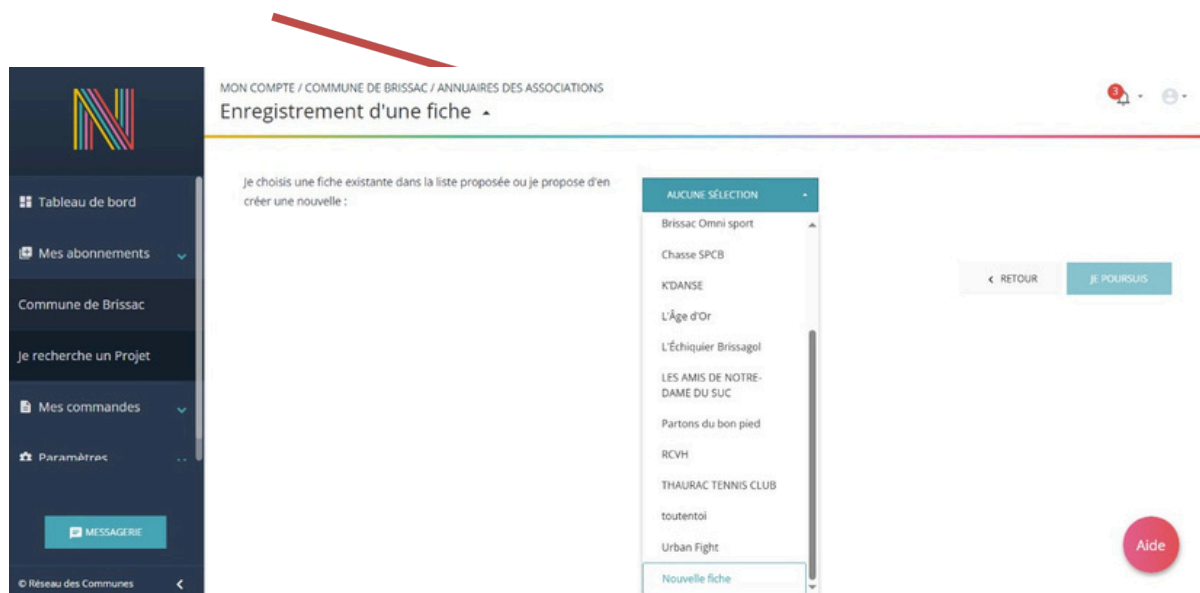 MON COMPTE / COMMUNE DE BRISSAC / ANNUAIRES DES ASSOCIATIONS
Enregistrement d'une fiche
3
Tableau de bord
Mes abonnements
Commune de Brissac
Je recherche un Projet
Mes commandes
Paramètres
MESSAGERIE
© Réseau des Communes
Je choisis une fiche existante dans la liste proposée ou je propose d'en
créer une nouvelle :
AUCUNE SÉLECTION
Brissac Omni sport
Chasse SPCB
K'DANSE
L'Âge d'Or
L'Échiquier Brissagol
LES AMIS DE NOTRE-
DAME DU SUC
Partons du bon pied
RCVH
THAURAC TENNIS CLUB
toutentoi
Urban Fight
Nouvelle fiche
RETOUR
JE POURSUIS
Aide